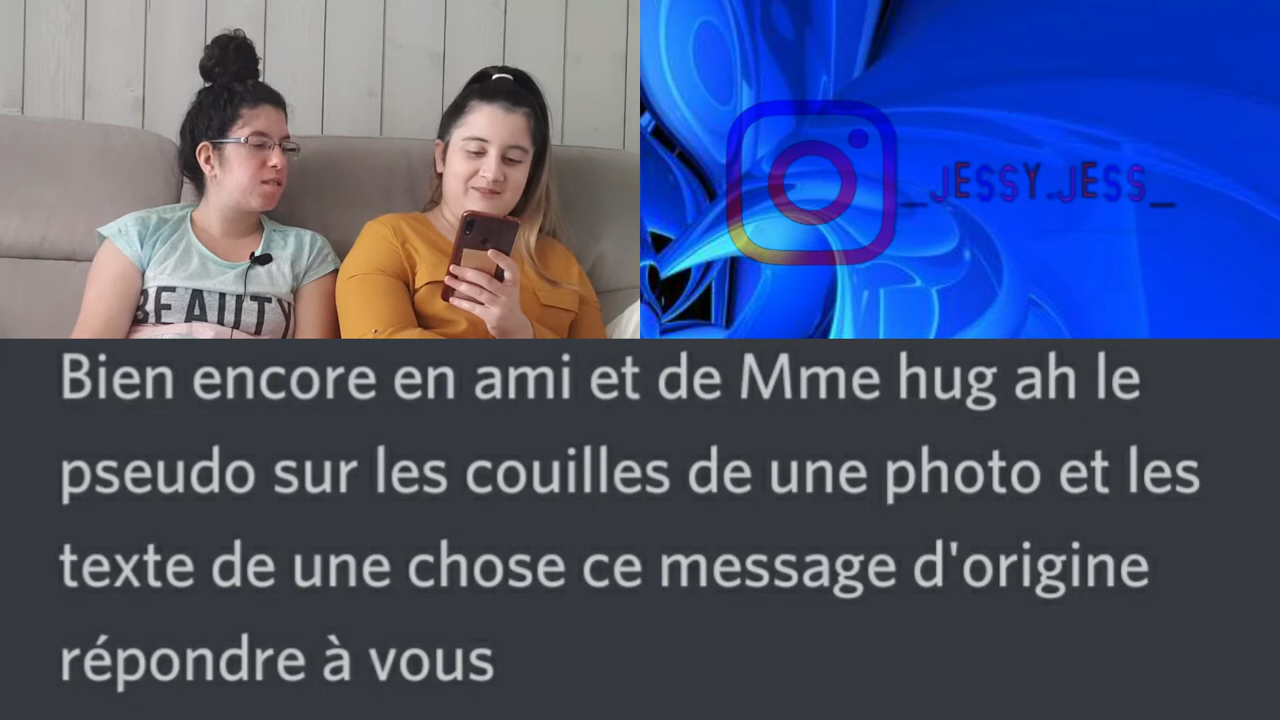 BEAUTY
_JESSY.JESS_
Bien encore en ami et de Mme hug ah le
pseudo sur les couilles de une photo et les
texte de une chose ce message d'origine
répondre à vous